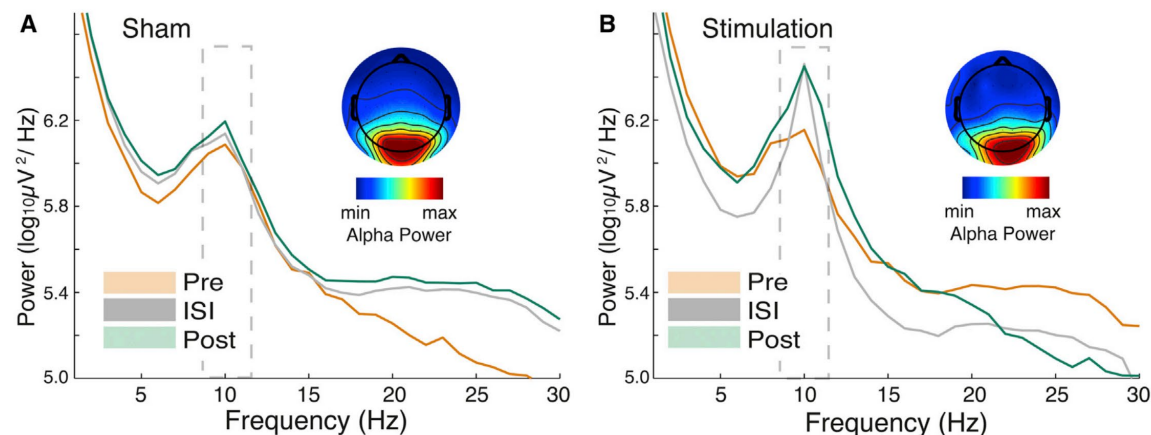 A
Sham
Power (log10μV²/ Hz)
6.2
5.8
5.4
5.0
min
max
Alpha Power
Pre
ISI
Post
5
10
15
20
25
30
Frequency (Hz)
B
Stimulation
Power (log10μV²/ Hz)
6.2
5.8
5.4
5.0
min
max
Alpha Power
Pre
ISI
Post
5
10
15
20
25
30
Frequency (Hz)